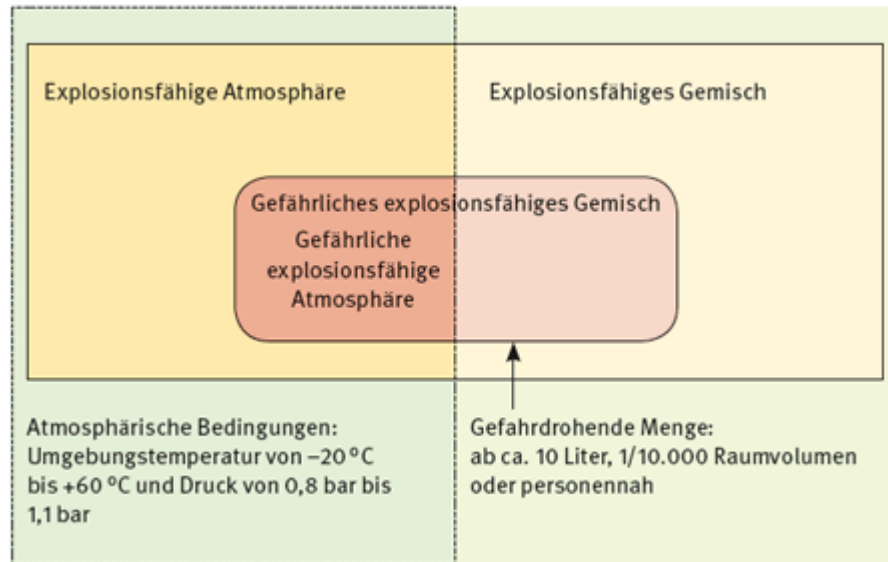 Explosionsfähige Atmosphäre
Explosionsfähiges Gemisch
Gefährliches explosionsfähiges Gemisch
Gefährliche
explosionsfähige
Atmosphäre
Atmosphärische Bedingungen:
Umgebungstemperatur von –20 °C
bis +60 °C und Druck von 0,8 bar bis
1,1 bar
Gefahrdrohende Menge:
ab ca. 10 Liter, 1/10.000 Raumvolumen
oder personennah